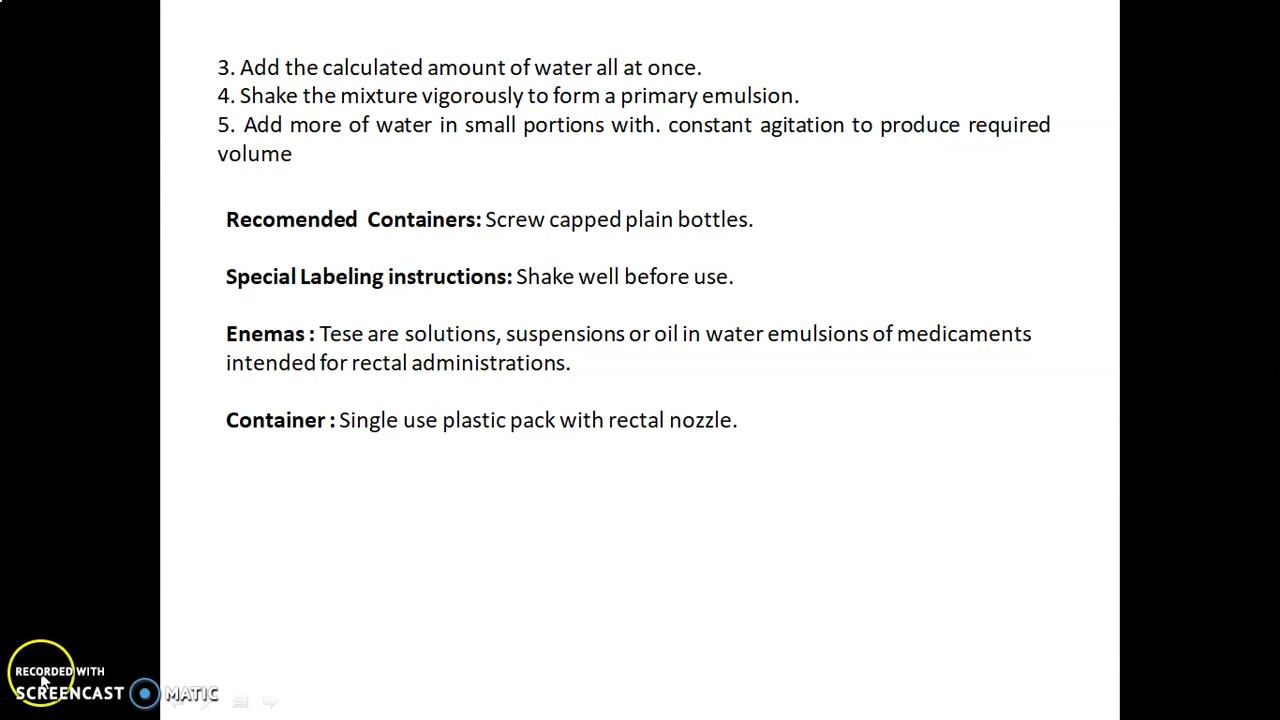 3. Add the calculated amount of water all at once.
4. Shake the mixture vigorously to form a primary emulsion.
5. Add more of water in small portions with. constant agitation to produce required
volume
Recomended Containers: Screw capped plain bottles.
Special Labeling instructions: Shake well before use.
Enemas : Tese are solutions, suspensions or oil in water emulsions of medicaments
intended for rectal administrations.
Container : Single use plastic pack with rectal nozzle.
RECORDED WITH
SCREENCAST MATIC